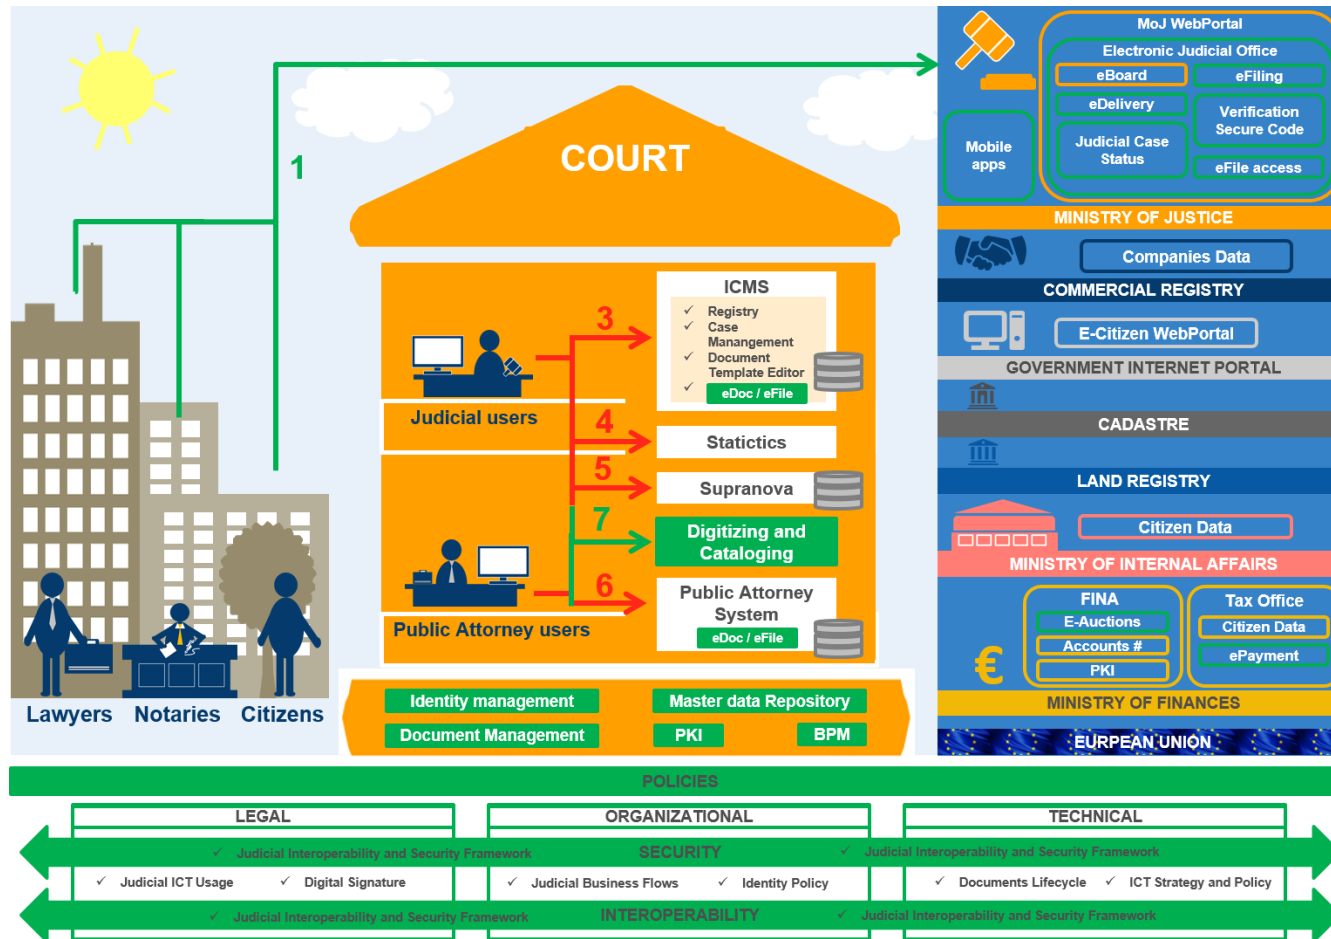 MoJ WebPortal
Electronic Judicial Office
eBoard
eFiling
eDelivery
Verification
Secure Code
Judicial Case
Status
eFile access
Mobile
apps
MINISTRY OF JUSTICE
Companies Data
COMMERCIAL REGISTRY
E-Citizen WebPortal
GOVERNMENT INTERNET PORTAL
CADASTRE
LAND REGISTRY
Citizen Data
MINISTRY OF INTERNAL AFFAIRS
FINA
E-Auctions
Accounts #
PKI
Tax Office
Citizen Data
ePayment
€
MINISTRY OF FINANCES
EURPEAN UNION
1
COURT
ICMS
✓ Registry
✓ Case
Manangement
✓ Document
Template Editor
✓ eDoc / eFile
3
Judicial users
4
Statictics
5
Supranova
7
Digitizing and
Cataloging
6
Public Attorney
System
eDoc / eFile
Public Attorney users
Lawyers Notaries Citizens
Identity management
Master data Repository
Document Management
PKI
BPM
POLICIES
LEGAL
ORGANIZATIONAL
TECHNICAL
✓ Judicial Interoperability and Security Framework
SECURITY
✓ Judicial Interoperability and Security Framework
✓ Judicial ICT Usage
✓ Digital Signature
✓ Judicial Business Flows
✓ Identity Policy
✓ Documents Lifecycle
✓ ICT Strategy and Policy
✓ Judicial Interoperability and Security Framework
INTEROPERABILITY
✓ Judicial Interoperability and Security Framework